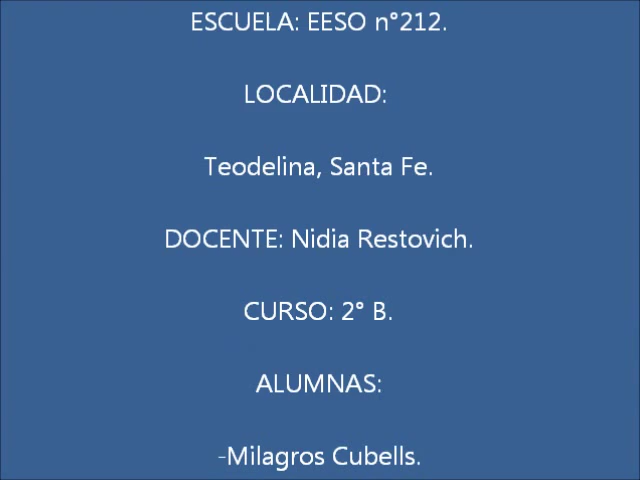 ESCUELA: EESO n°212.
LOCALIDAD:
Teodelina, Santa Fe.
DOCENTE: Nidia Restovich.
CURSO: 2° B.
ALUMNAS:
-Milagros Cubells.